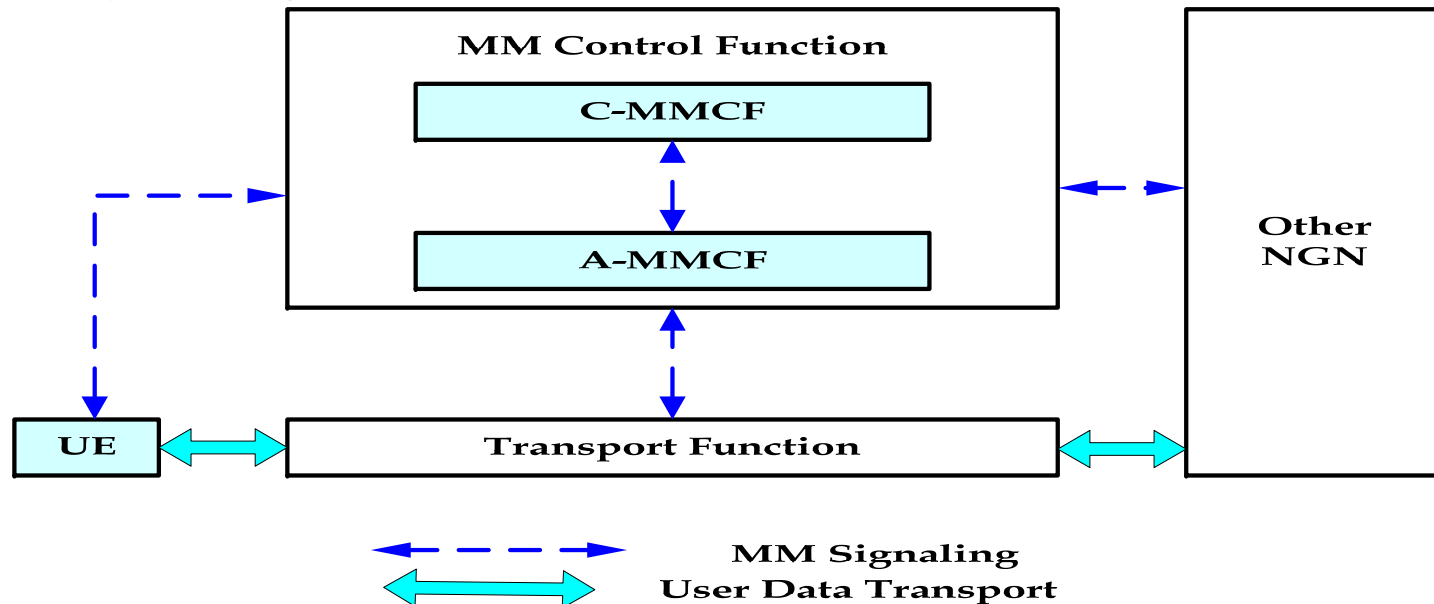 MM Control Function
C-MMCF
A-MMCF
Other
NGN
UE
Transport Function
MM Signaling
User Data Transport